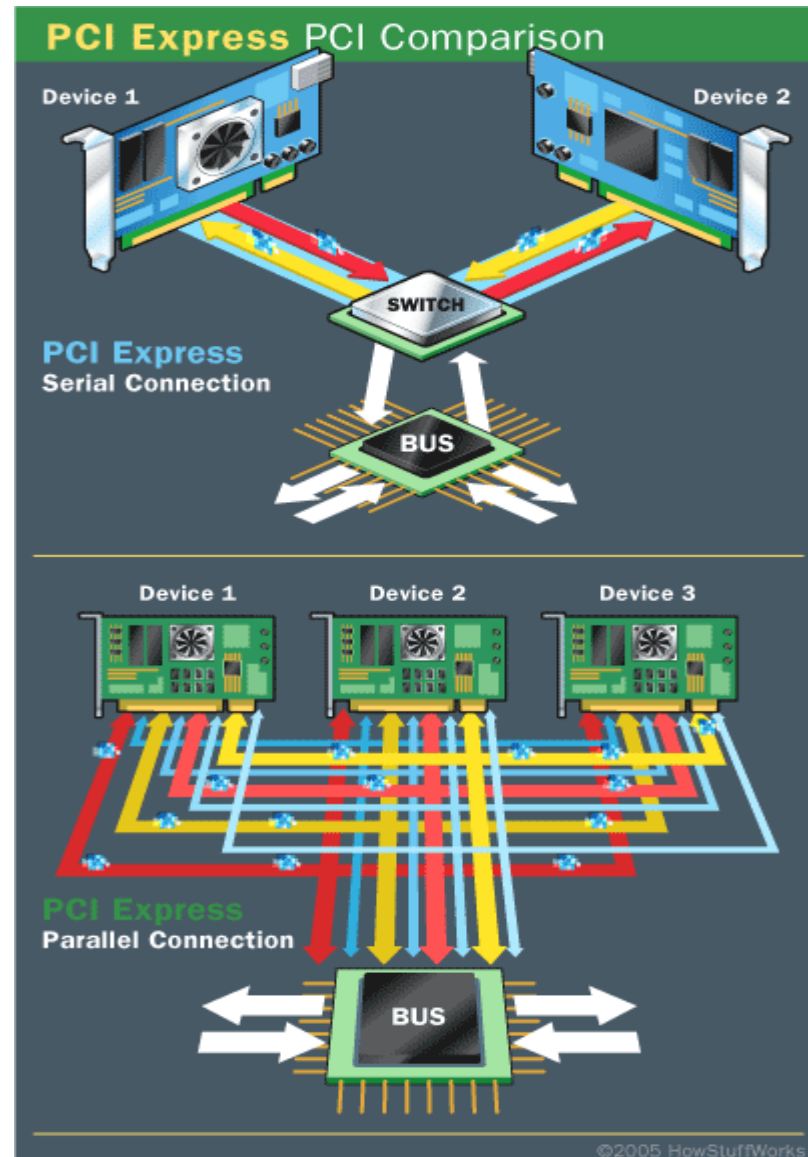 PCI Express PCI Comparison
Device 1
Device 2
SWITCH
PCI Express
Serial Connection
BUS
Device 1
Device 2
Device 3
PCI Express
Parallel Connection
BUS
©2005 HowStuffWorks